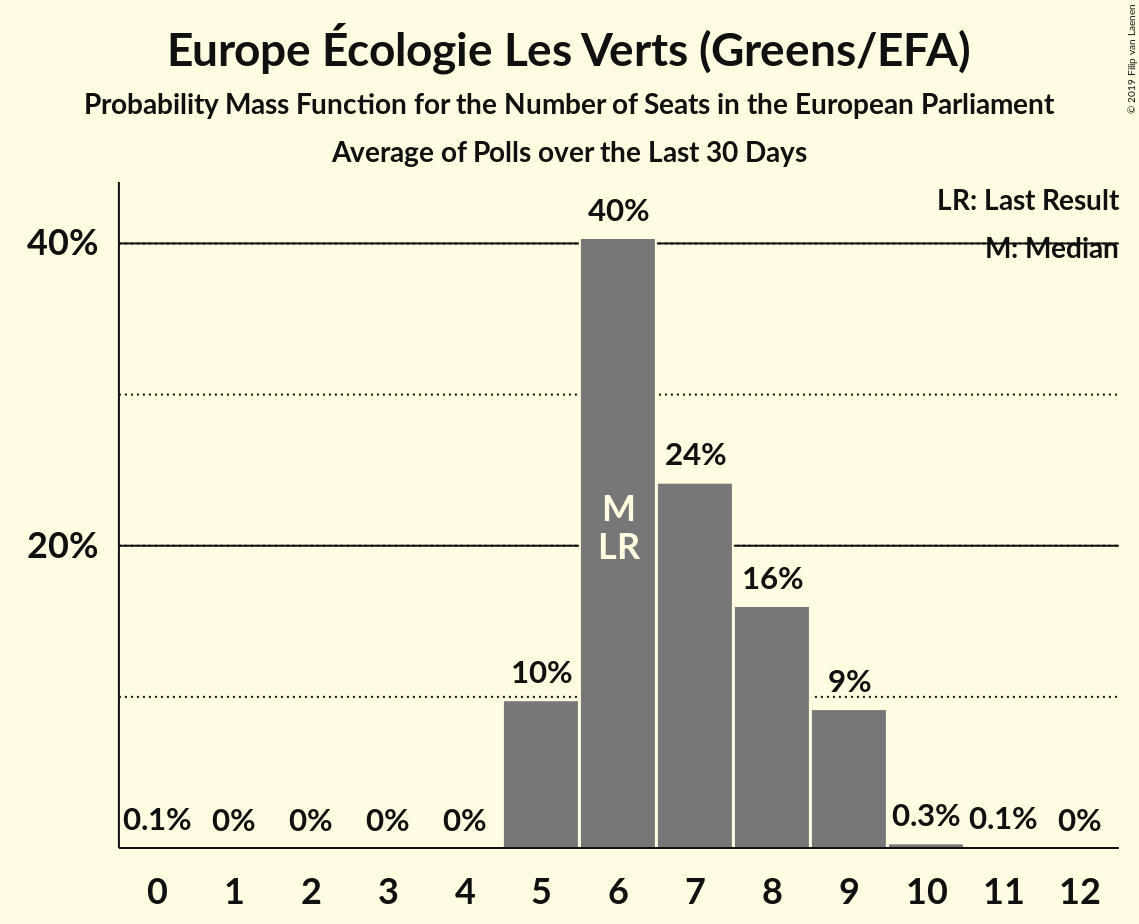 Europe Écologie Les Verts (Greens/EFA)
Probability Mass Function for the Number of Seats in the European Parliament
Average of Polls over the Last 30 Days
© 2019 Filip van Laenen
LR: Last Result
M: Median
40%
20%
0.1%
0%
0%
0%
0%
10%
40%
24%
16%
9%
0.3%
0.1%
0%
M
LR
0 1 2 3 4 5 6 7 8 9 10 11 12